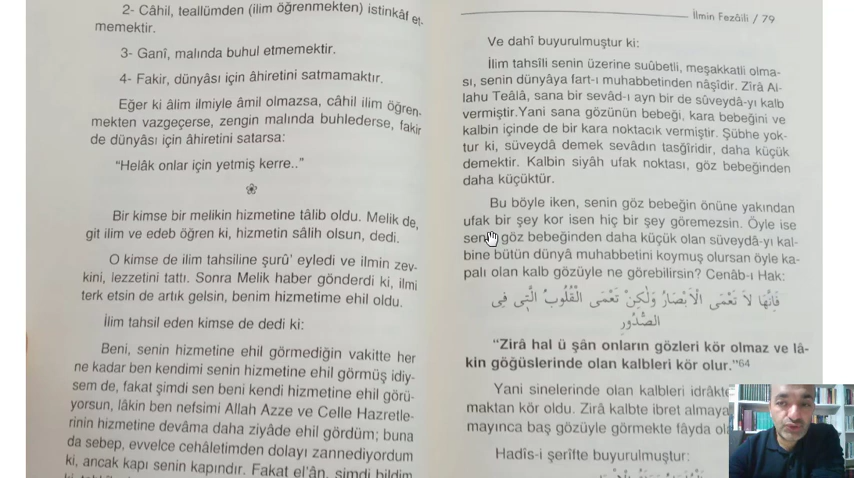 2- Câhil, teallümden (ilim öğrenmekten) istinkâf et-
memektir.
3- Ganî, malında buhul etmemektir.
4- Fakir, dünyâsı için âhiretini satmamaktır.
Eğer ki âlim ilmiyle âmil olmazsa, câhil ilim öğren-
mekten vazgeçerse, zengin malında buhlederse, fakir
de dünyâsı için âhiretini satarsa:
“Helâk onlar için yetmiş kerre..”
Bir kimse bir melikin hizmetine tâlib oldu. Melik de,
git ilim ve edeb öğren ki, hizmetin sâlih olsun, dedi.
O kimse de ilim tahsiline şurû’ eyledi ve ilmin zev-
kini, lezzetini tattı. Sonra Melik haber gönderdi ki, ilmi
terk etsin de artık gelsin, benim hizmetime ehil oldu.
İlim tahsil eden kimse de dedi ki:
Beni, senin hizmetine ehil görmediğin vakitte her
ne kadar ben kendimi senin hizmetine ehil görmüş idiy-
sem de, fakat şimdi sen beni kendi hizmetine ehil görü-
yorsun, lâkin ben nefsimi Allah Azze ve Celle Hazretle-
rinin hizmetine devâma daha ziyâde ehil gördüm; buna
da sebep, evvelce cehâletimden dolayı zannediyordum
ki, ancak kapı senin kapındır. Fakat el’ân, şimdi bildim
İlmin Fezâili / 79
Ve dahî buyurulmuştur ki:
İlim tahsîli senin üzerine suûbetli, meşakkatli olma-
sı, senin dünyâya fart-ı muhabbetinden nâşîdir. Zîrâ Al-
lahu Teâlâ, sana bir sevâd-ı ayn bir de süveydâ-yı kalb
vermiştir.Yani sana gözünün bebeği, kara bebeğini ve
kalbin içinde de bir kara noktacık vermiştir. Şübhe yok-
tur ki, süveydâ demek sevâdın tasğîridir, daha küçük
demektir. Kalbin siyâh ufak noktası, göz bebeğinden
daha küçüktür.
Bu böyle iken, senin göz bebeğin önüne yakından
ufak bir şey kor isen hiç bir şey göremezsin. Öyle ise
senin göz bebeğinden daha küçük olan süveydâ-yı kal-
bine bütün dünyâ muhabbetini koymuş olursan öyle ka-
palı olan kalb gözüyle ne görebilirsin? Cenâb-ı Hak:
فَاِنَّهَا لَا تَعْمَى الْاَبْصَارُ وَلٰكِنْ تَعْمَى الْقُلُوبُ الَّتِى فِى
الصُّدُورِ
“Zirâ hal ü şân onların gözleri kör olmaz ve lâ-
kin göğüslerinde olan kalbleri kör olur.”64
Yani sinelerinde olan kalbleri idrâkte
maktan kör oldu. Zirâ kalbte ibret almaya
mayınca baş gözüyle görmekte fâyda ola
Hadîs-i şerîfte buyurulmuştur: